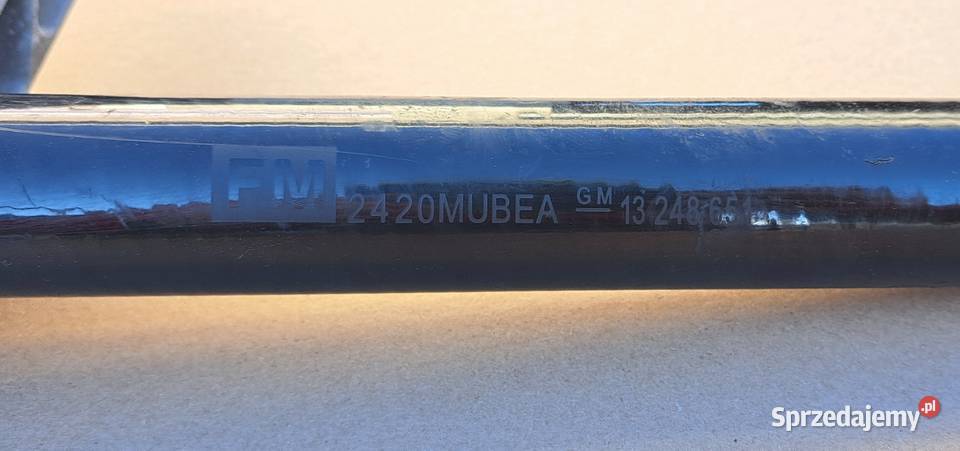 FM 2420MUBEA GM 13 248 651
Sprzedajemy.pl